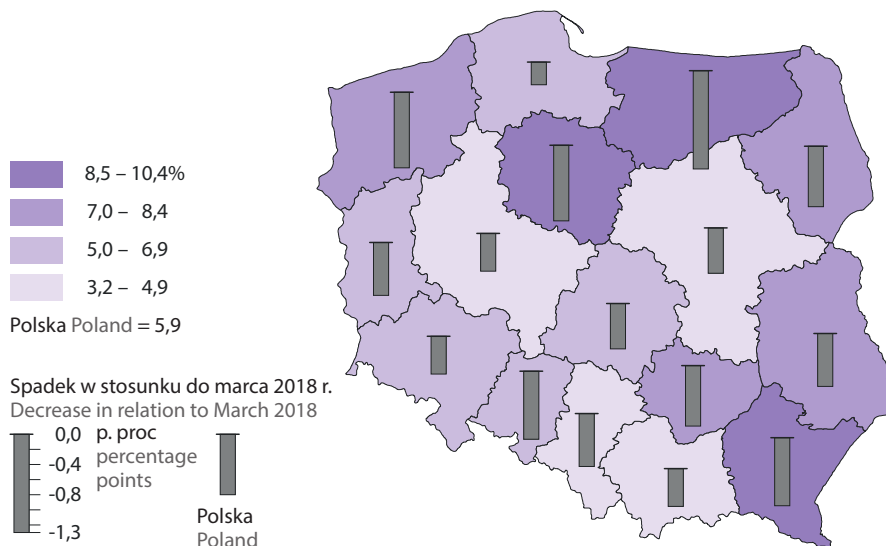 8,5 – 10,4%
7,0 – 8,4
5,0 – 6,9
3,2 – 4,9
Polska Poland = 5,9
Spadek w stosunku do marca 2018 r.
Decrease in relation to March 2018
0,0 p. proc
percentage
-0,4
points
-0,8
-1,3
Polska
Poland